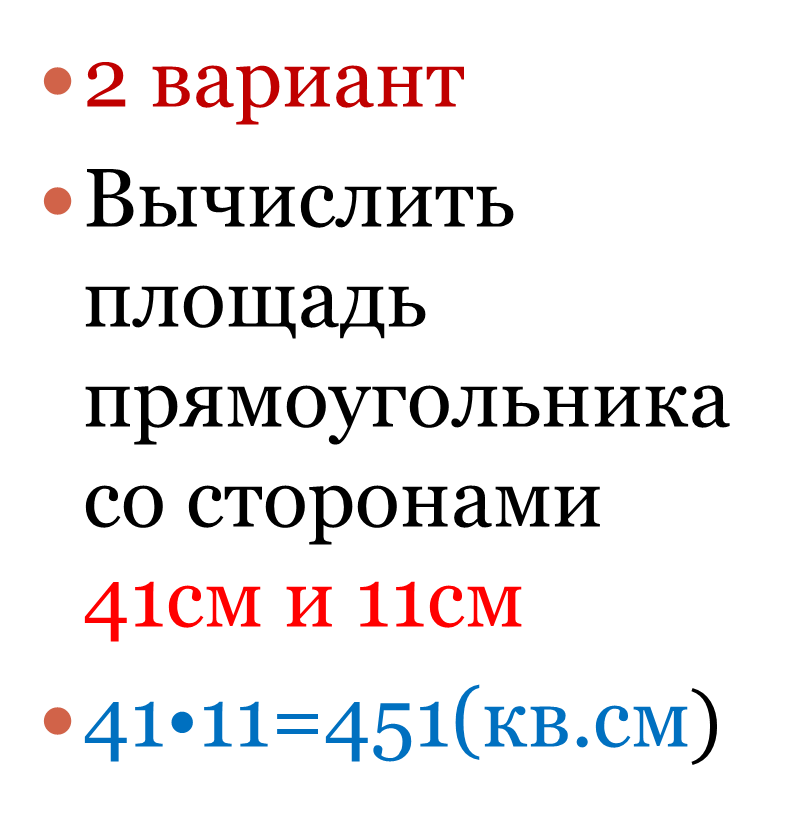 • 2 вариант
• Вычислить
площадь
прямоугольника
со сторонами
41см и 11см
• 41•11=451(кв.см)